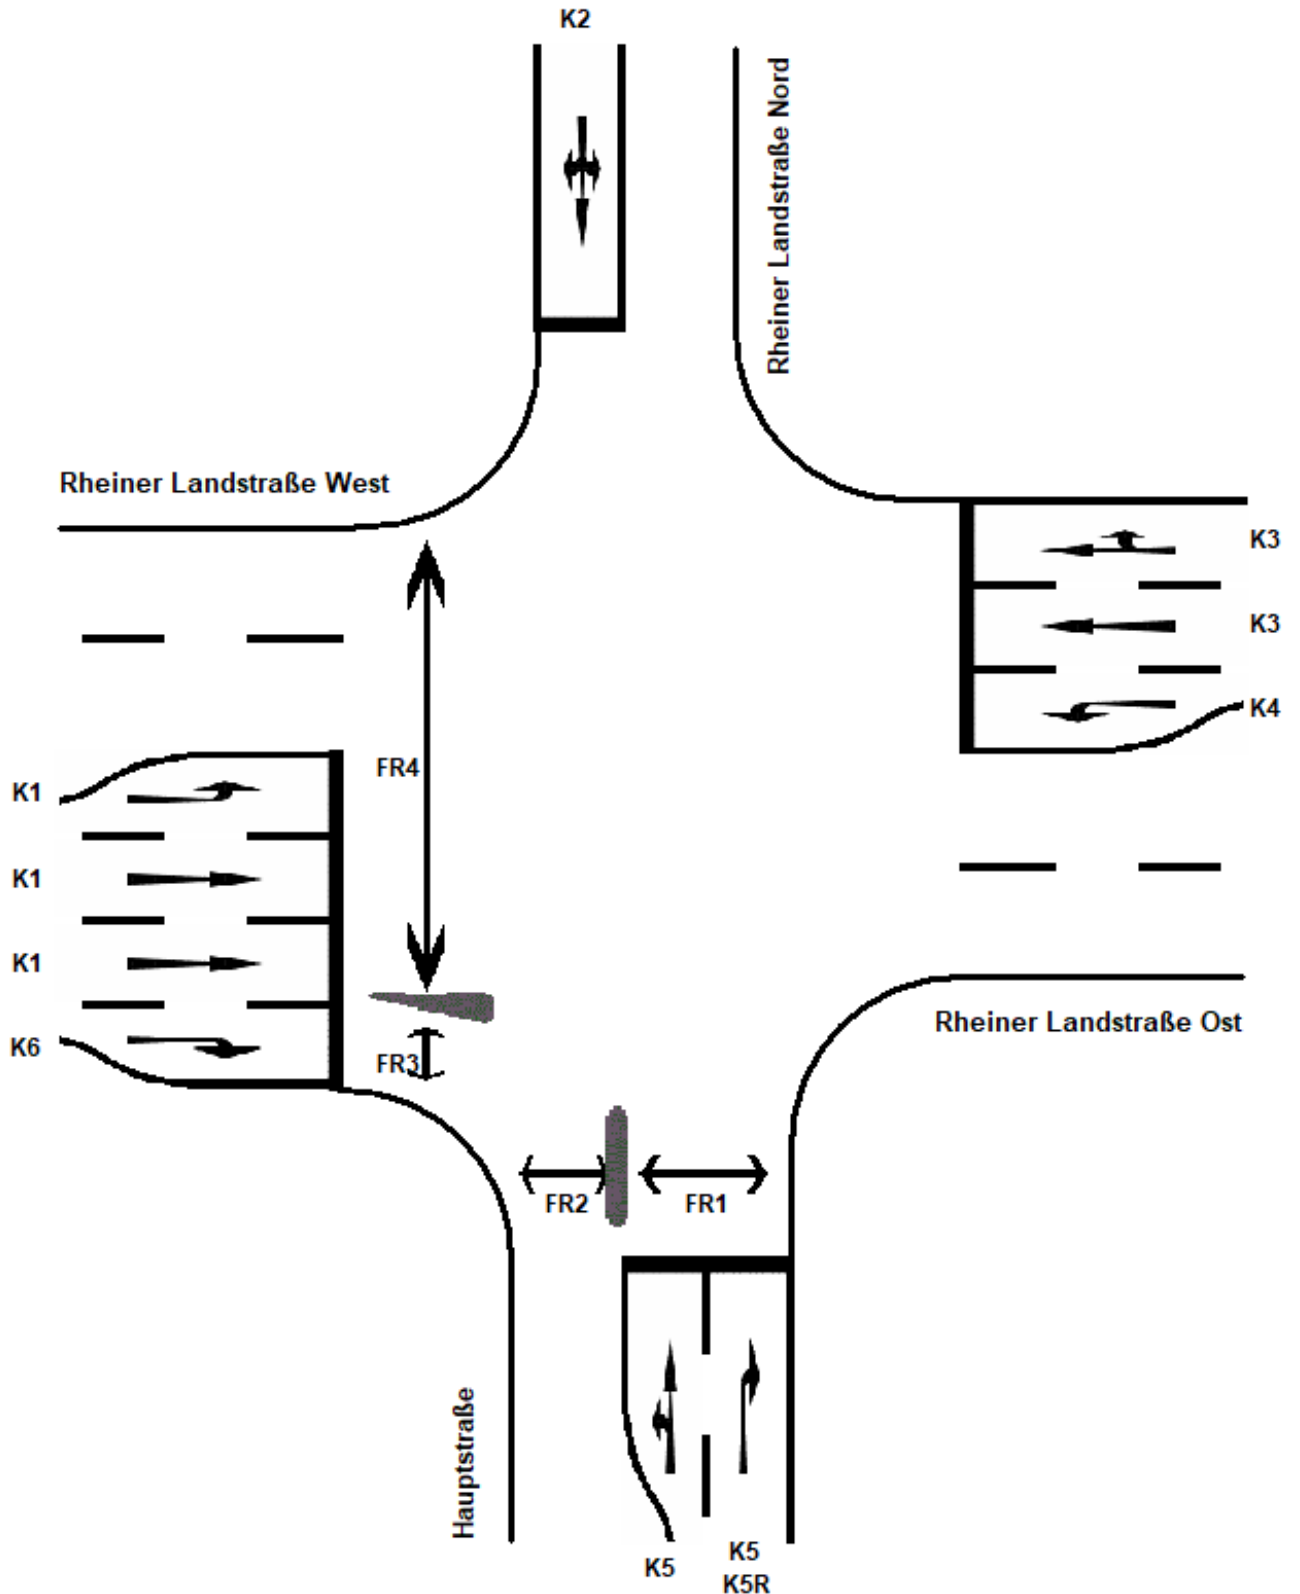 K2
Rheiner Landstraße Nord
Rheiner Landstraße West
K3
K3
K4
K1
FR4
K1
K1
K6
FR3
Rheiner Landstraße Ost
FR2
FR1
Hauptstraße
K5
K5
K5R